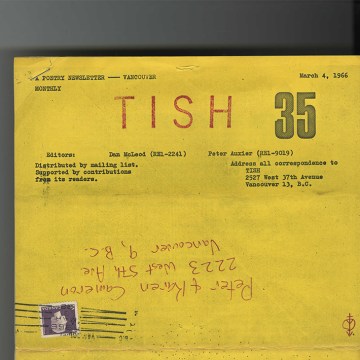 A POETRY NEWSLETTER —— VANCOUVER
March 4, 1966
MONTHLY
TISH 35
Editors: Dan McLeod (RE1-2241) Peter Auxier (RE1-9019)
Distributed by mailing list.
Supported by contributions
from its readers.
Address all correspondence to
TISH
2527 West 37th Avenue
Vancouver 13, B.C.
Peter & Karen Cameron
2223 West 5th Ave
Vancouver 9, B.C.